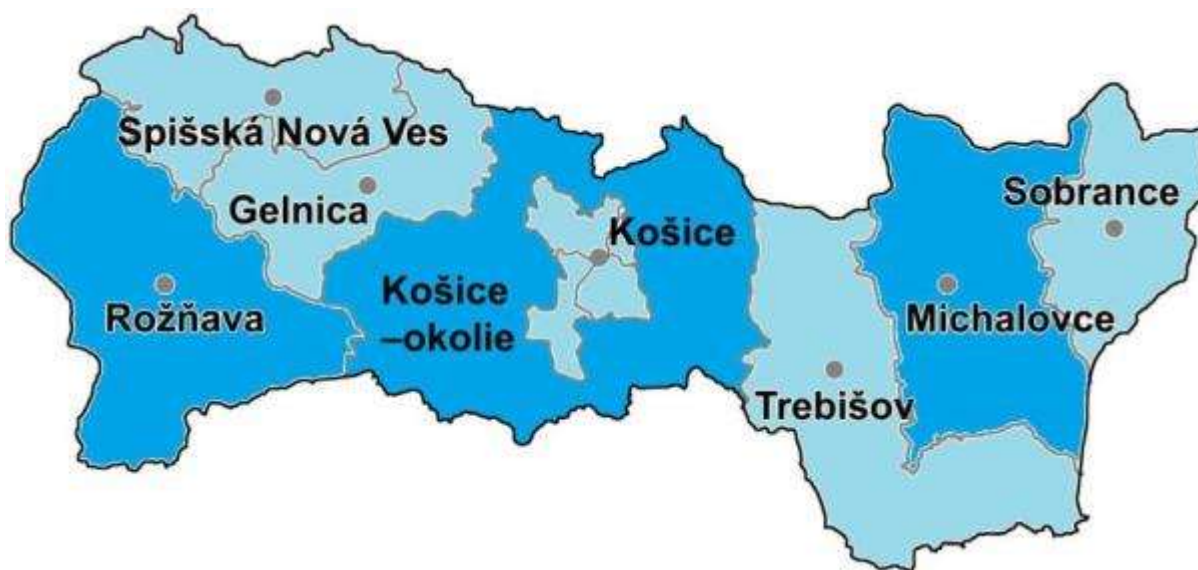 Spišská Nová Ves
Gelnica
Rožňava
Košice
Košice
–okolie
Sobrance
Michalovce
Trebišov